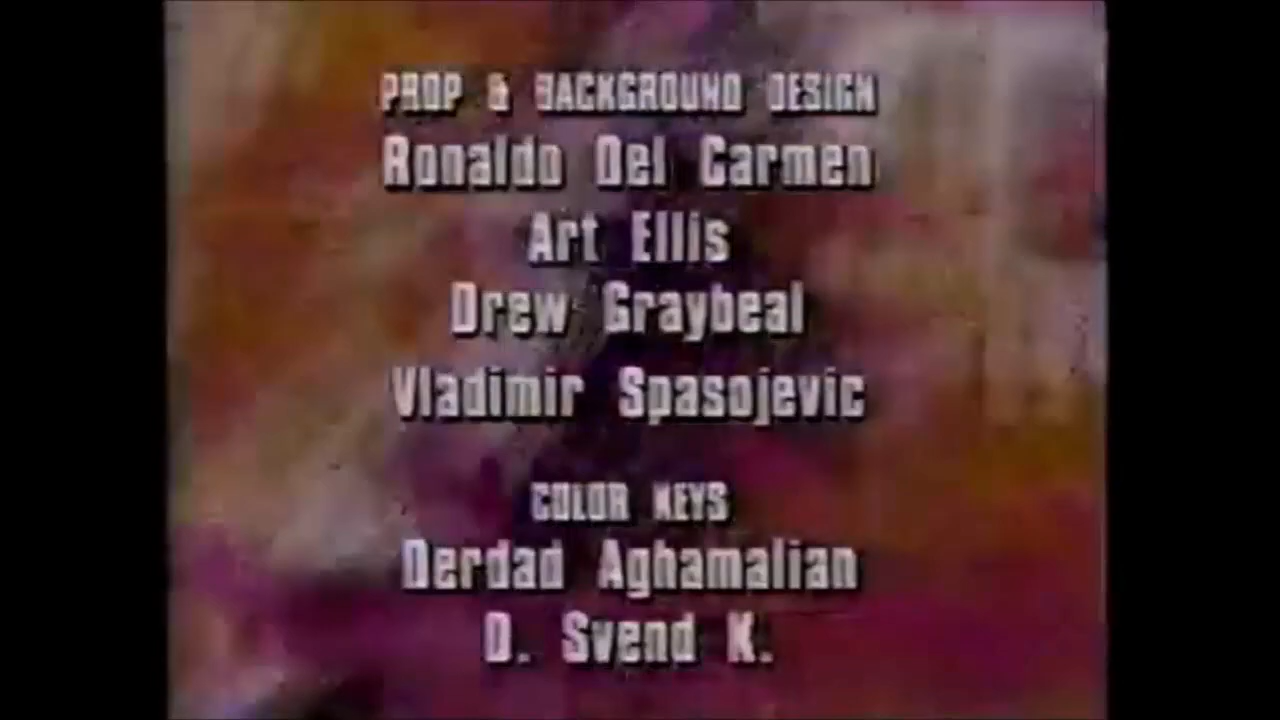 PROP & BACKGROUND DESIGN
Ronaldo Del Carmen
Art Ellis
Drew Graybeal
Vladimir Spasojevic
COLOR KEYS
Derdad Aghamalian
D. Svend K.